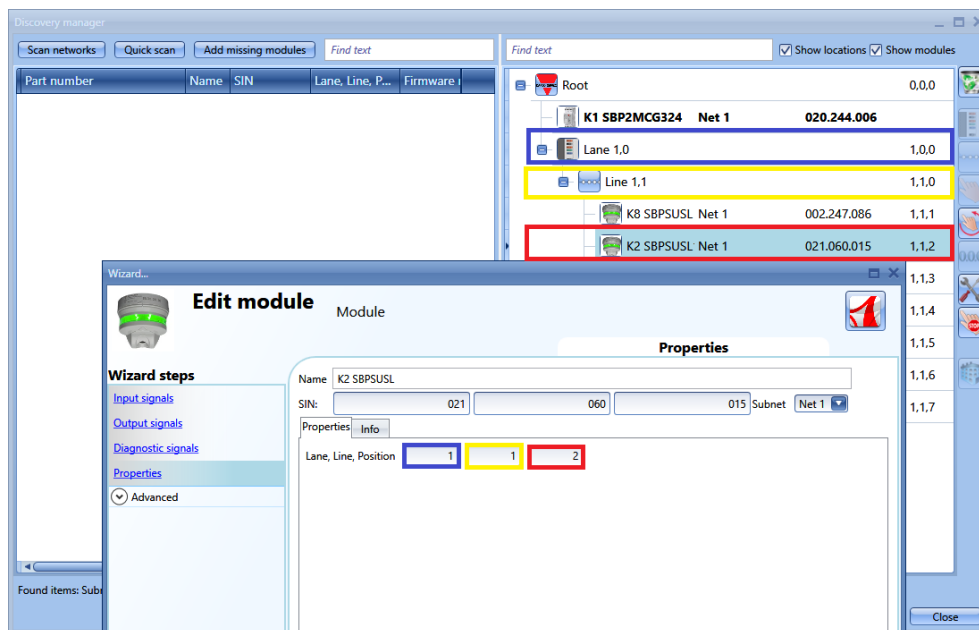 Discovery manager
Scan networks Quick scan Add missing modules Find text
Find text Show locations Show modules
Part number Name SIN Lane, Line, P... Firmware
Root 0,0,0
K1 SBP2MCG324 Net 1 020.244.006
Lane 1,0 1,0,0
Line 1,1 1,1,0
K8 SBPSUSL Net 1 002.247.086 1,1,1
K2 SBPSUSL Net 1 021.060.015 1,1,2
1,1,3
1,1,4
1,1,5
1,1,6
1,1,7
Wizard...
Edit module
Module
Properties
Wizard steps
Input signals
Output signals
Diagnostic signals
Properties
Advanced
Name K2 SBPSUSL
SIN: 021 060 015 Subnet Net 1
Properties Info
Lane, Line, Position 1 1 2
STOP
Found items: Sub
Close